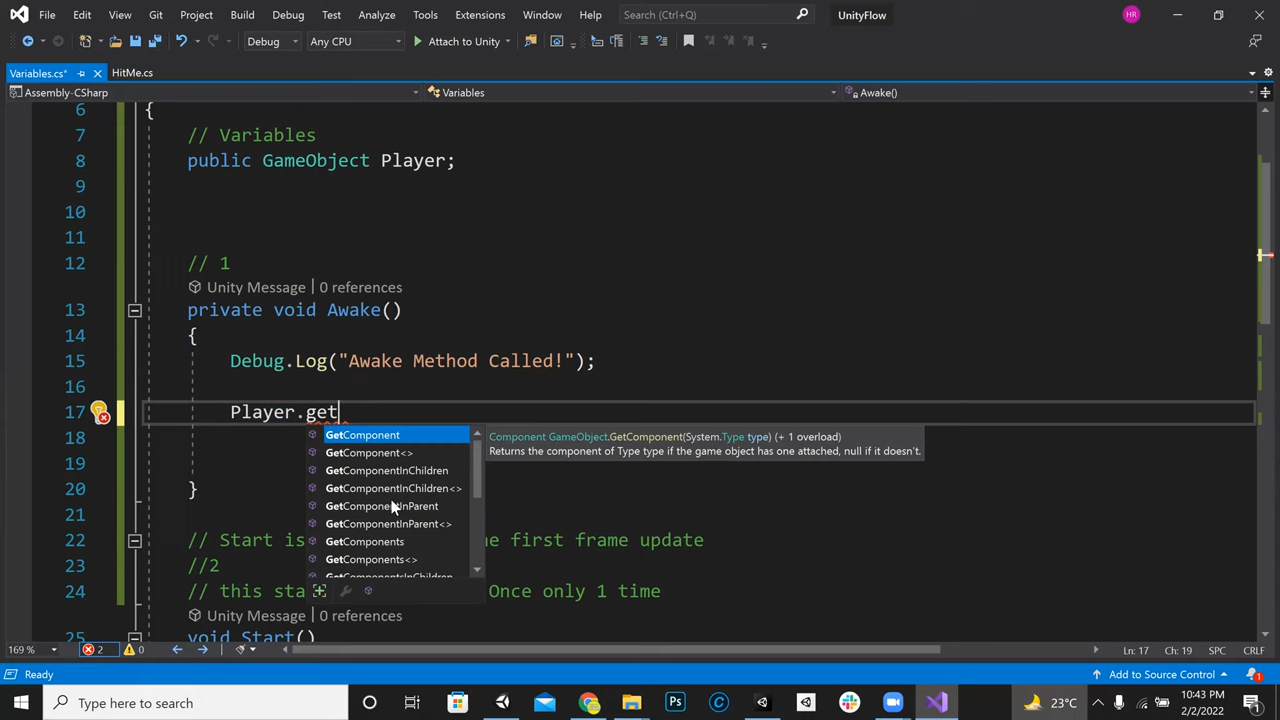 File Edit View Git Project Build Debug Test Analyze Tools Extensions Window Help Search (Ctrl+Q) UnityFlow HR
Debug Any CPU Attach to Unity
Variables.cs* HitMe.cs
Assembly-CSharp Variables Awake()
6 {
7 // Variables
8 public GameObject Player;
9
10
11
12 // 1
Unity Message | 0 references
13 private void Awake()
14 {
15 Debug.Log("Awake Method Called!");
16
17 Player.get
18 GetComponent Component GameObject.GetComponent(System.Type type) (+ 1 overload)
GetComponent<> Returns the component of Type type if the game object has one attached, null if it doesn't.
19 GetComponentInChildren
20 } GetComponentInChildren<>
GetComponentInParent
21 GetComponentInParent<>
22 // Start is GetComponents he first frame update
23 //2 GetComponents<>
GetComponentsInChildren
24 // this sta Once only 1 time
Unity Message | 0 references
25 void Start()
169 % 2 0 Ln: 17 Ch: 19 SPC CRLF
Ready Add to Source Control 1
Type here to search Ps 23°C 10:43 PM
2/2/2022 1